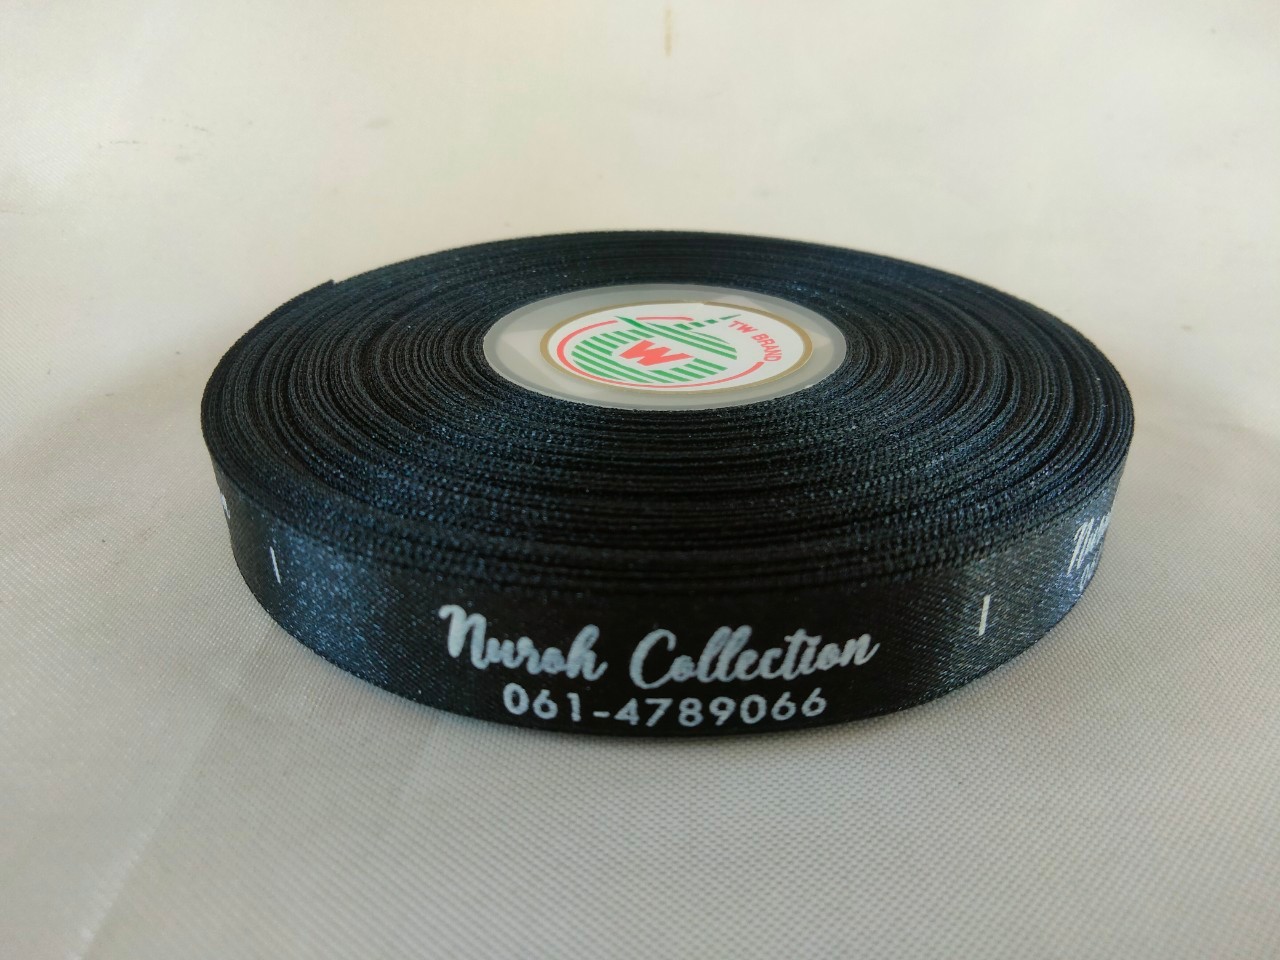 TW BRAND
W
Nuroh Collection
061-4789066